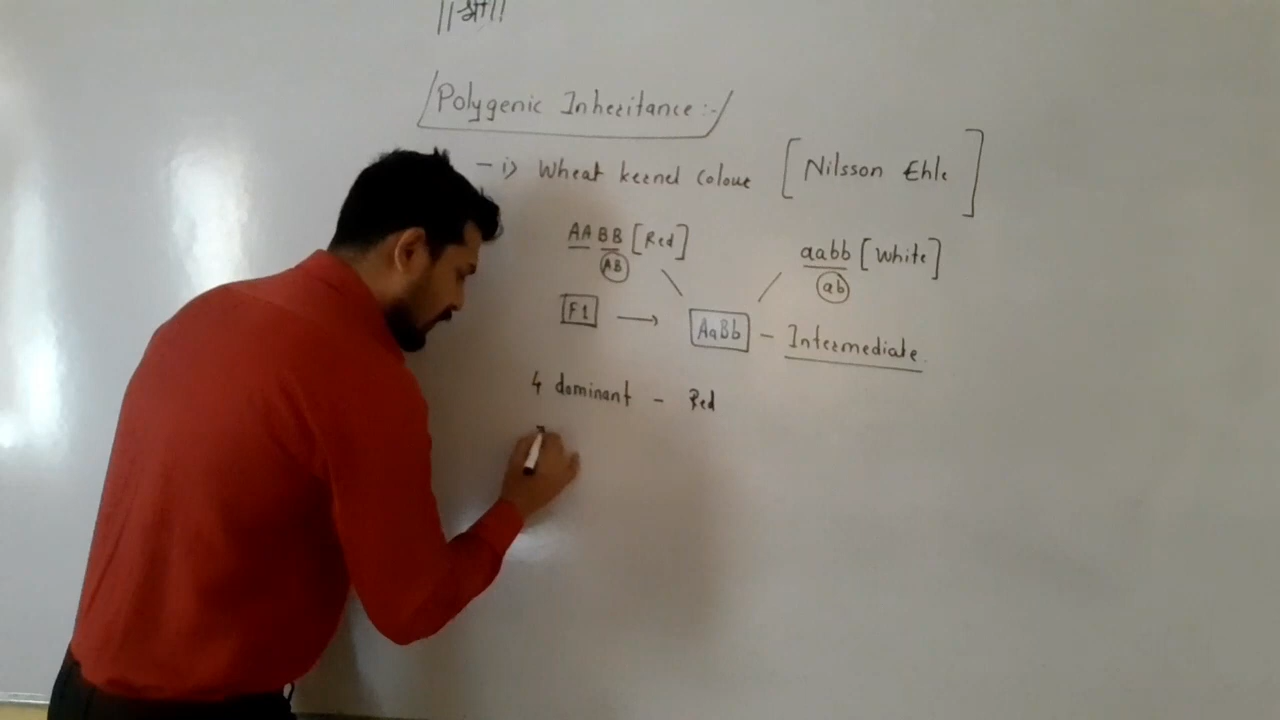 ॥श्री॥
Polygenic Inheritance :-
- i) Wheat kernel colour [Nilsson Ehle]
AA BB [Red] aabb [White]
AB ab
F1 → AaBb - Intermediate.
4 dominant - Red